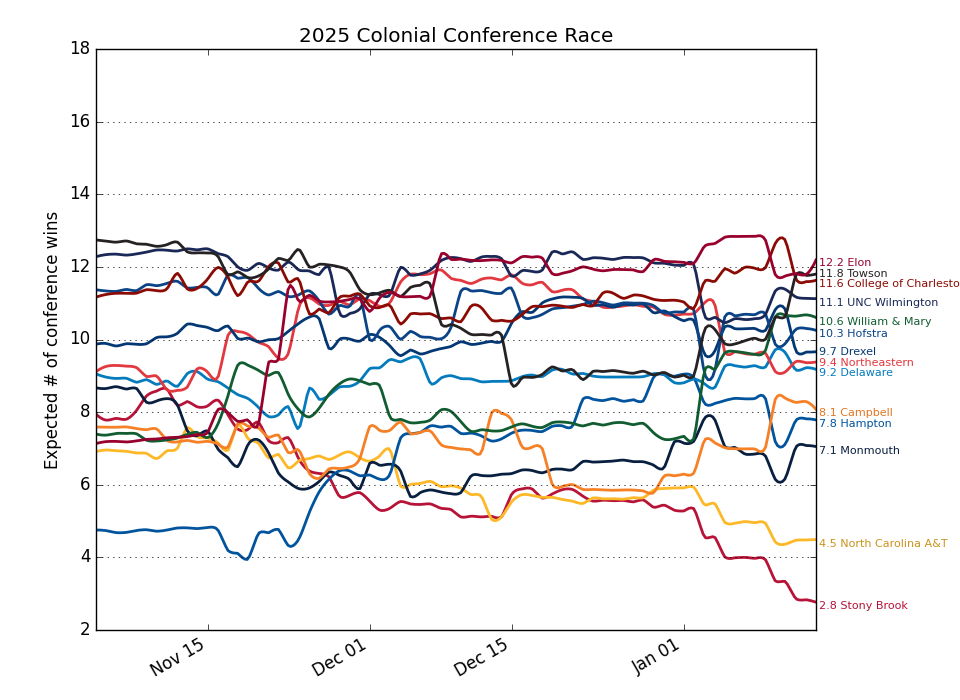 2025 Colonial Conference Race
Expected # of conference wins
18
16
14
12
10
8
6
4
2
Nov 15
Dec 01
Dec 15
Jan 01
12.2 Elon
11.8 Towson
11.6 College of Charlesto
11.1 UNC Wilmington
10.6 William & Mary
10.3 Hofstra
9.7 Drexel
9.4 Northeastern
9.2 Delaware
8.1 Campbell
7.8 Hampton
7.1 Monmouth
4.5 North Carolina A&T
2.8 Stony Brook